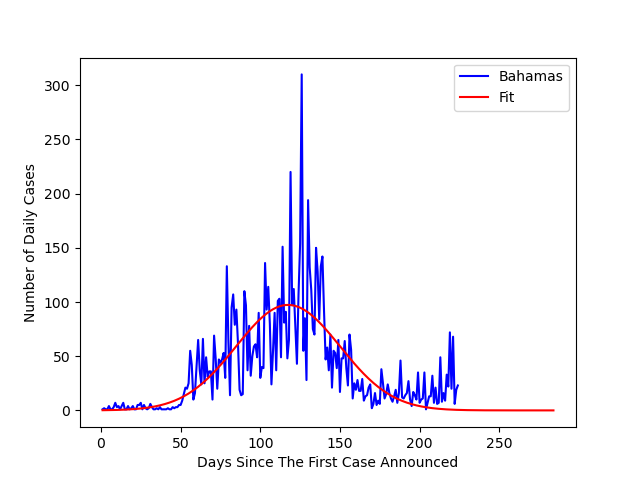 Bahamas
Fit
300
250
200
150
100
50
0
Number of Daily Cases
0 50 100 150 200 250
Days Since The First Case Announced